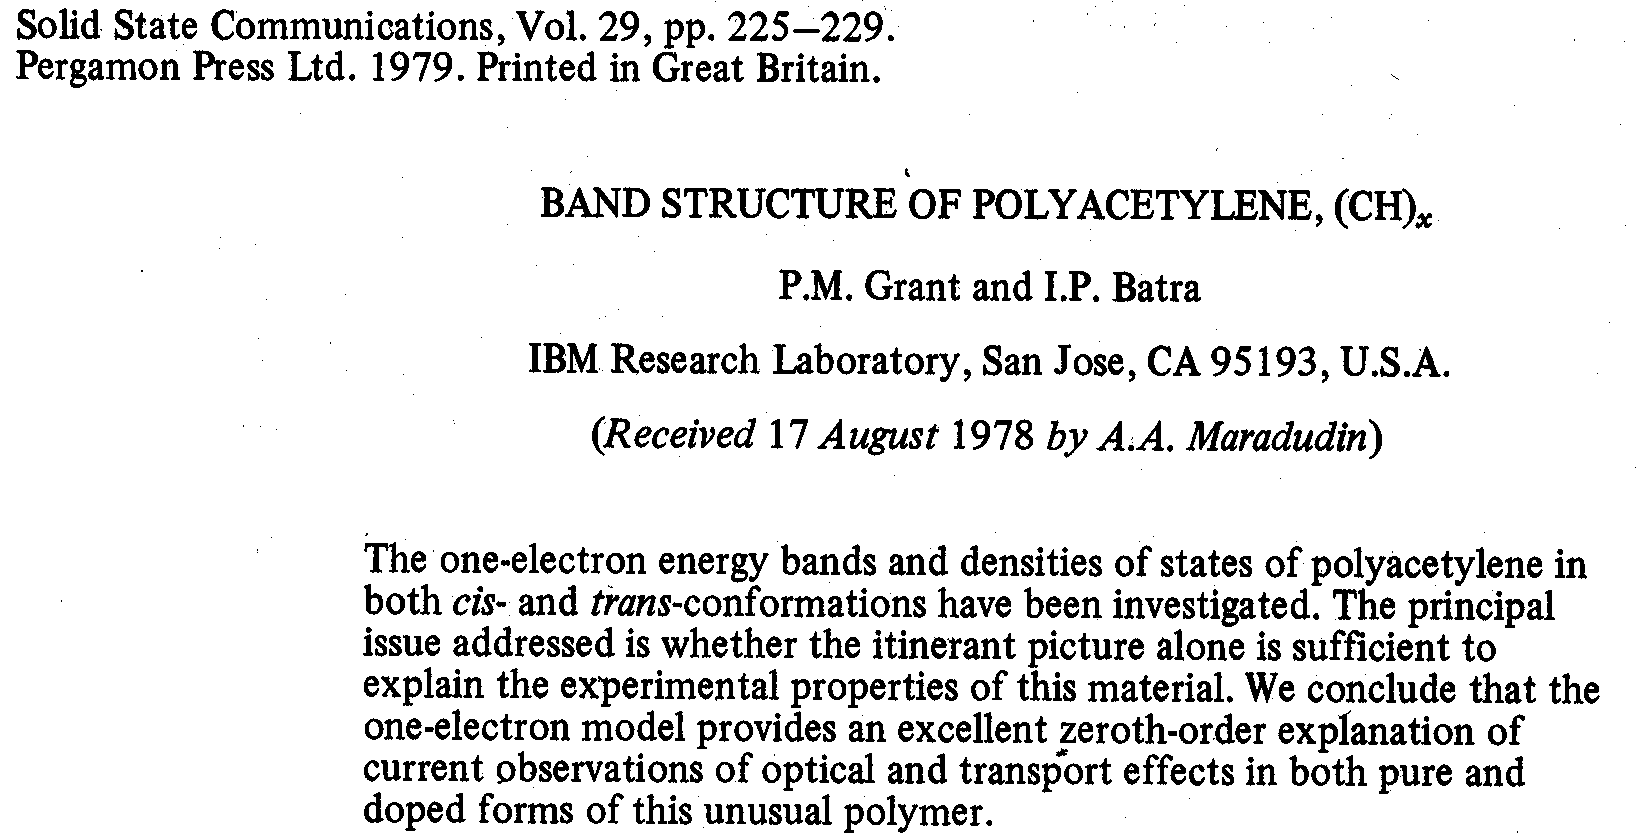 Solid State Communications, Vol. 29, pp. 225–229.
Pergamon Press Ltd. 1979. Printed in Great Britain.
BAND STRUCTURE OF POLYACETYLENE, (CH)x
P.M. Grant and I.P. Batra
IBM Research Laboratory, San Jose, CA 95193, U.S.A.
(Received 17 August 1978 by A.A. Maradudin)
The one-electron energy bands and densities of states of polyacetylene in
both cis- and trans-conformations have been investigated. The principal
issue addressed is whether the itinerant picture alone is sufficient to
explain the experimental properties of this material. We conclude that the
one-electron model provides an excellent zeroth-order explanation of
current observations of optical and transport effects in both pure and
doped forms of this unusual polymer.